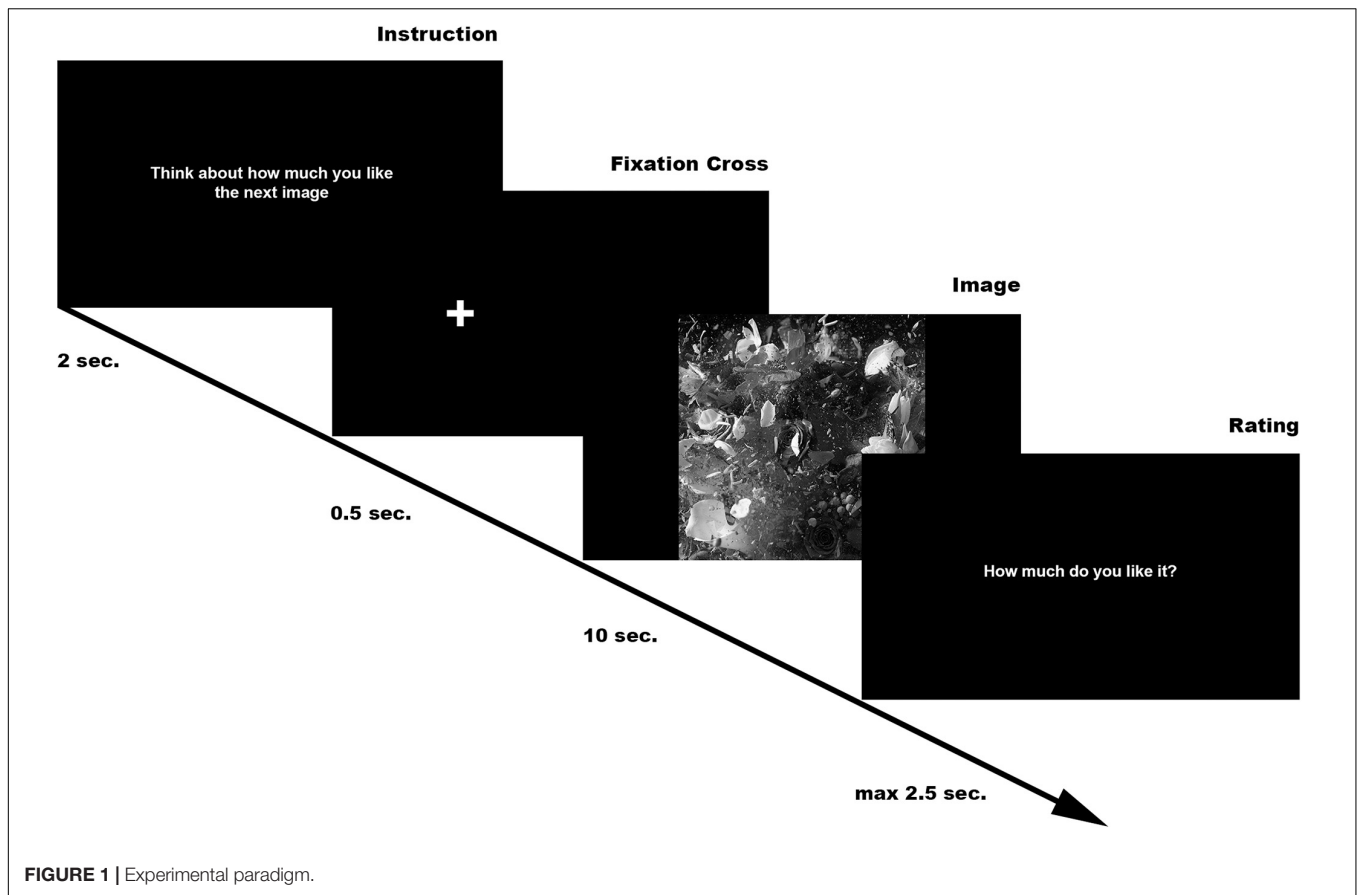 Instruction
Think about how much you like
the next image
Fixation Cross
+
Image
Rating
How much do you like it?
2 sec.
0.5 sec.
10 sec.
max 2.5 sec.
FIGURE 1 | Experimental paradigm.